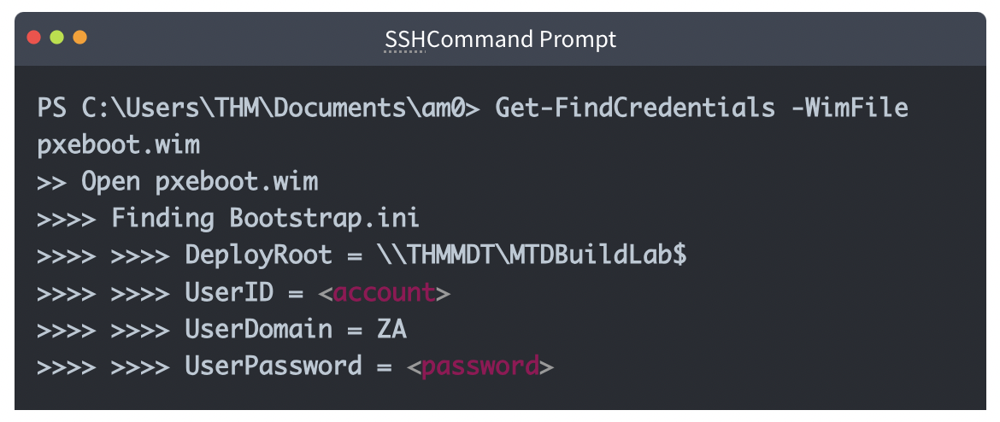 SSHCommand Prompt
PS C:\Users\THM\Documents\am0> Get-FindCredentials -WimFile
pxeboot.wim
>> Open pxeboot.wim
>>>> Finding Bootstrap.ini
>>>> >>>> DeployRoot = \\THMMDT\MTDBuildLab$
>>>> >>>> UserID = <account>
>>>> >>>> UserDomain = ZA
>>>> >>>> UserPassword = <password>